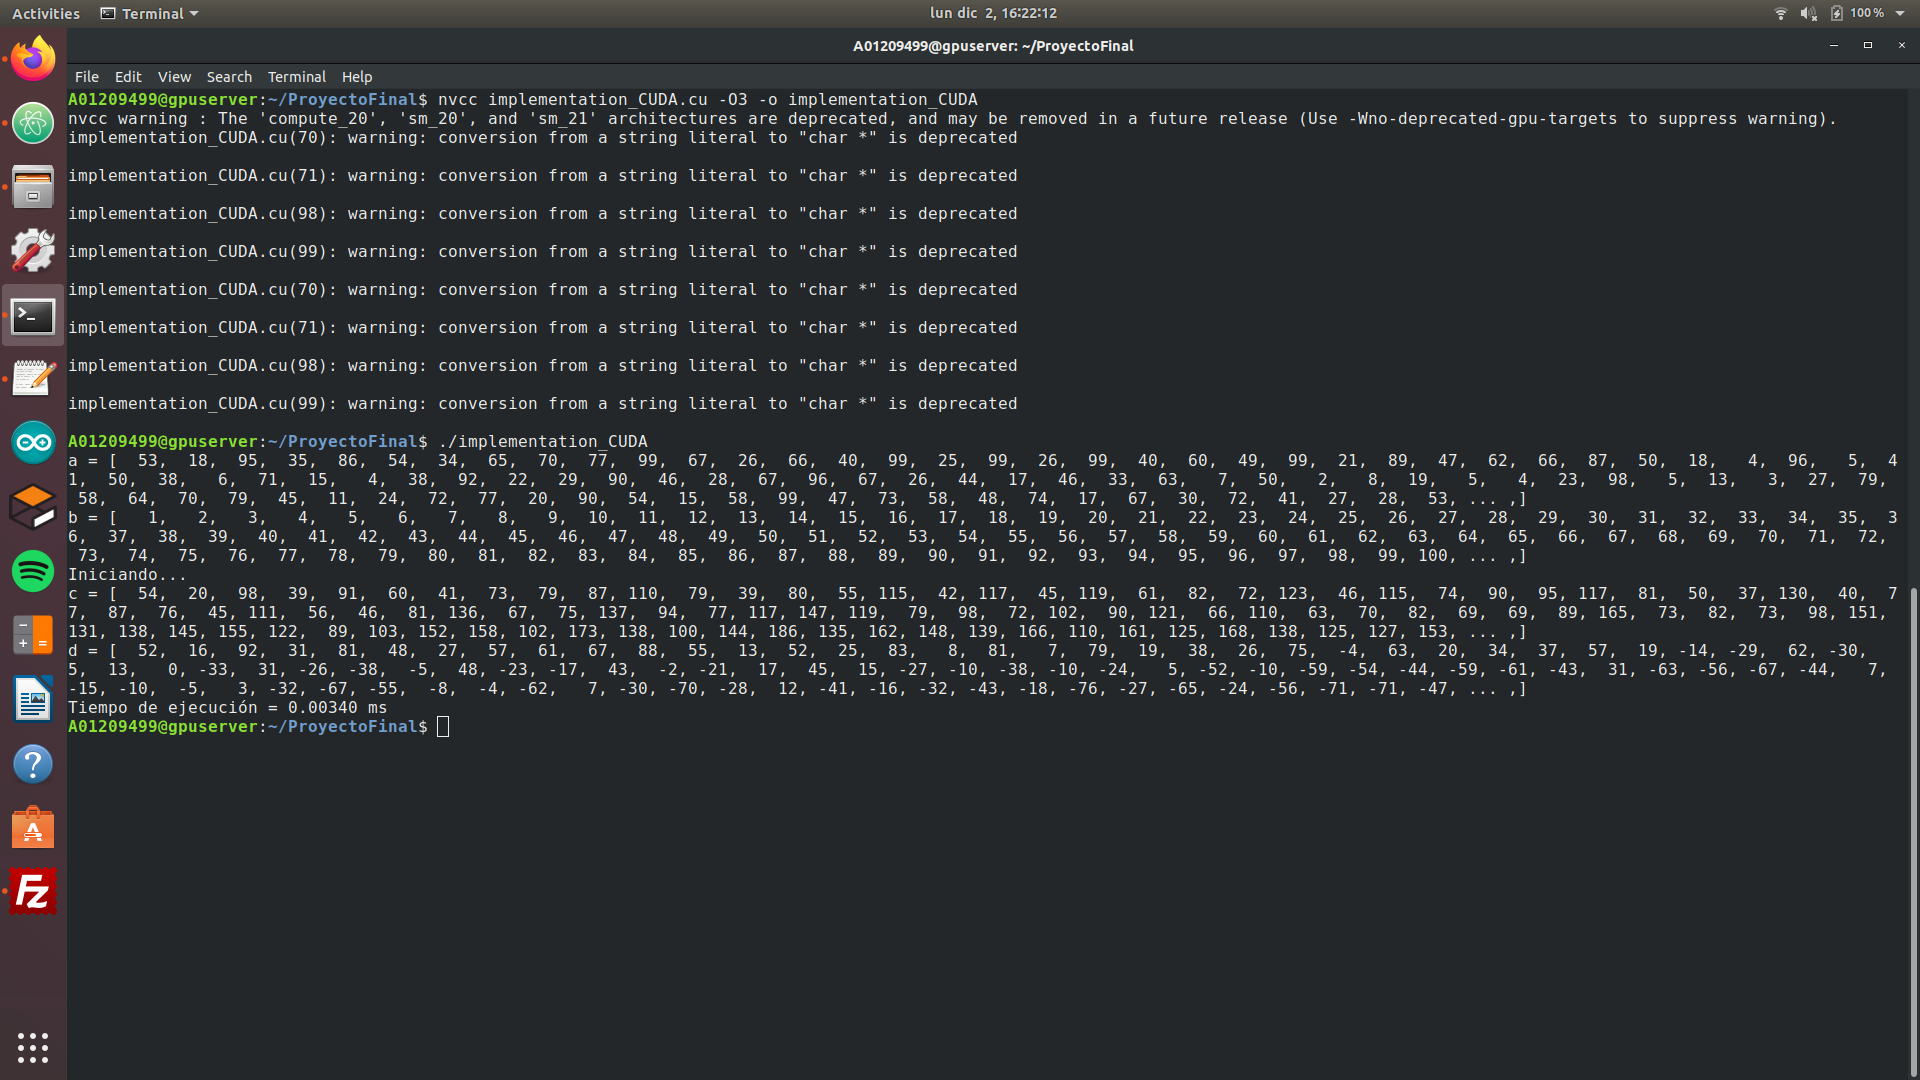 Activities Terminal lun dic 2, 16:22:12 100 %
A01209499@gpuserver: ~/ProyectoFinal
File Edit View Search Terminal Help
A01209499@gpuserver:~/ProyectoFinal$ nvcc implementation_CUDA.cu -O3 -o implementation_CUDA
nvcc warning : The 'compute_20', 'sm_20', and 'sm_21' architectures are deprecated, and may be removed in a future release (Use -Wno-deprecated-gpu-targets to suppress warning).
implementation_CUDA.cu(70): warning: conversion from a string literal to "char *" is deprecated
implementation_CUDA.cu(71): warning: conversion from a string literal to "char *" is deprecated
implementation_CUDA.cu(98): warning: conversion from a string literal to "char *" is deprecated
implementation_CUDA.cu(99): warning: conversion from a string literal to "char *" is deprecated
implementation_CUDA.cu(70): warning: conversion from a string literal to "char *" is deprecated
implementation_CUDA.cu(71): warning: conversion from a string literal to "char *" is deprecated
implementation_CUDA.cu(98): warning: conversion from a string literal to "char *" is deprecated
implementation_CUDA.cu(99): warning: conversion from a string literal to "char *" is deprecated
A01209499@gpuserver:~/ProyectoFinal$ ./implementation_CUDA
a = [  53,  18,  95,  35,  86,  54,  34,  65,  70,  77,  99,  67,  26,  66,  40,  99,  25,  99,  26,  99,  40,  60,  49,  99,  21,  89,  47,  62,  66,  87,  50,  18,   4,  96,   5,  4
1,  50,  38,   6,  71,  15,   4,  38,  92,  22,  29,  90,  46,  28,  67,  96,  67,  26,  44,  17,  46,  33,  63,   7,  50,   2,   8,  19,   5,   4,  23,  98,   5,  13,   3,  27,  79,
 58,  64,  70,  79,  45,  11,  24,  72,  77,  20,  90,  54,  15,  58,  99,  47,  73,  58,  48,  74,  17,  67,  30,  72,  41,  27,  28,  53, ... ,]
b = [   1,   2,   3,   4,   5,   6,   7,   8,   9,  10,  11,  12,  13,  14,  15,  16,  17,  18,  19,  20,  21,  22,  23,  24,  25,  26,  27,  28,  29,  30,  31,  32,  33,  34,  35,  3
6,  37,  38,  39,  40,  41,  42,  43,  44,  45,  46,  47,  48,  49,  50,  51,  52,  53,  54,  55,  56,  57,  58,  59,  60,  61,  62,  63,  64,  65,  66,  67,  68,  69,  70,  71,  72,
 73,  74,  75,  76,  77,  78,  79,  80,  81,  82,  83,  84,  85,  86,  87,  88,  89,  90,  91,  92,  93,  94,  95,  96,  97,  98,  99, 100, ... ,]
Iniciando...
c = [  54,  20,  98,  39,  91,  60,  41,  73,  79,  87, 110,  79,  39,  80,  55, 115,  42, 117,  45, 119,  61,  82,  72, 123,  46, 115,  74,  90,  95, 117,  81,  50,  37, 130,  40,  7
7,  87,  76,  45, 111,  56,  46,  81, 136,  67,  75, 137,  94,  77, 117, 147, 119,  79,  98,  72, 102,  90, 121,  66, 110,  63,  70,  82,  69,  69,  89, 165,  73,  82,  73,  98, 151,
131, 138, 145, 155, 122,  89, 103, 152, 158, 102, 173, 138, 100, 144, 186, 135, 162, 148, 139, 166, 110, 161, 125, 168, 138, 125, 127, 153, ... ,]
d = [  52,  16,  92,  31,  81,  48,  27,  57,  61,  67,  88,  55,  13,  52,  25,  83,   8,  81,   7,  79,  19,  38,  26,  75,  -4,  63,  20,  34,  37,  57,  19, -14, -29,  62, -30,
5,  13,   0, -33,  31, -26, -38,  -5,  48, -23, -17,  43,  -2, -21,  17,  45,  15, -27, -10, -38, -10, -24,   5, -52, -10, -59, -54, -44, -59, -61, -43,  31, -63, -56, -67, -44,   7,
-15, -10,  -5,   3, -32, -67, -55,  -8,  -4, -62,   7, -30, -70, -28,  12, -41, -16, -32, -43, -18, -76, -27, -65, -24, -56, -71, -71, -47, ... ,]
Tiempo de ejecución = 0.00340 ms
A01209499@gpuserver:~/ProyectoFinal$